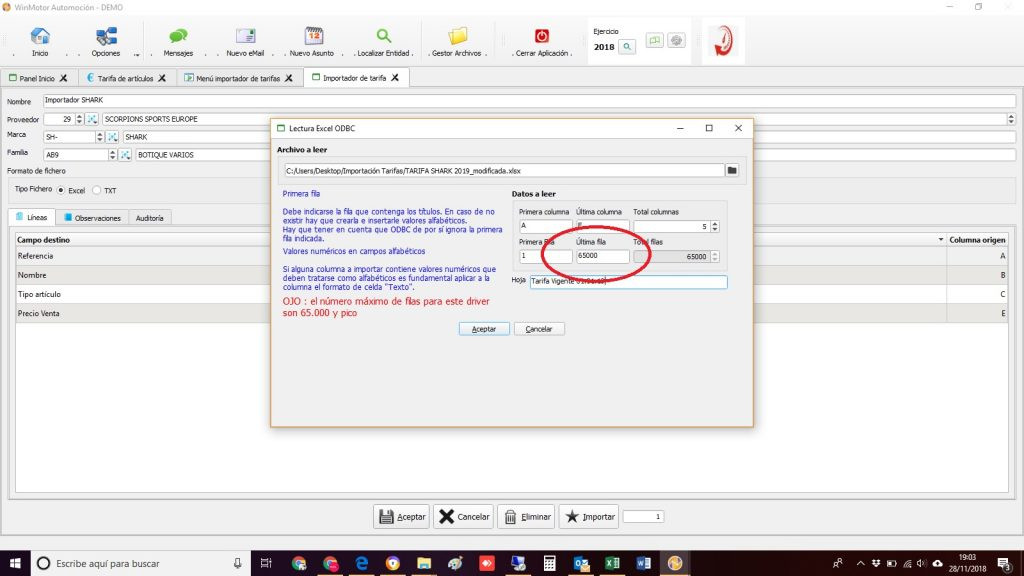 WinMotor Automoción - DEMO
Inicio
Opciones
Mensajes
Nuevo eMail
Nuevo Asunto
Localizar Entidad
Gestor Archivos
Cerrar Aplicación
Ejercicio
2018
Panel Inicio
Tarifa de artículos
Menú importador de tarifas
Importador de tarifa
Nombre Importador SHARK
Proveedor 29 SCORPIONS SPORTS EUROPE
Marca SH- SHARK
Familia AB9 BOTIQUE VARIOS
Formato de fichero
Tipo Fichero Excel TXT
Líneas Observaciones Auditoría
Campo destino Columna origen
Referencia A
Nombre B
Tipo artículo C
Precio Venta E
Lectura Excel ODBC
Archivo a leer
C:/Users/Desktop/Importación Tarifas/TARIFA SHARK 2019_modificada.xlsx
Primera fila
Debe indicarse la fila que contenga los títulos. En caso de no
existir hay que crearla e insertarle valores alfabéticos.
Hay que tener en cuenta que ODBC de por sí ignora la primera
fila indicada.
Valores numéricos en campos alfabéticos
Si alguna columna a importar contiene valores numéricos que
deben tratarse como alfabéticos es fundamental aplicar a la
columna el formato de celda "Texto".
OJO : el número máximo de filas para este driver
son 65.000 y pico
Datos a leer
Primera columna Última columna Total columnas
A E 5
Primera fila Última fila Total filas
1 65000 65000
Hoja Tarifa Vigente
Aceptar Cancelar
Aceptar Cancelar Eliminar Importar 1
Escribe aquí para buscar
19:03
28/11/2018
3